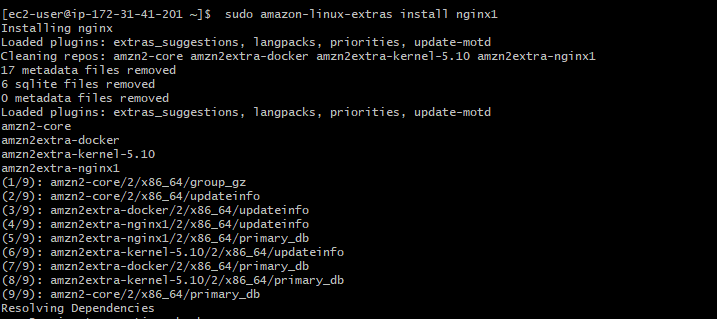 [ec2-user@ip-172-31-41-201 ~]$  sudo amazon-linux-extras install nginx1
Installing nginx
Loaded plugins: extras_suggestions, langpacks, priorities, update-motd
Cleaning repos: amzn2-core amzn2extra-docker amzn2extra-kernel-5.10 amzn2extra-nginx1
17 metadata files removed
6 sqlite files removed
0 metadata files removed
Loaded plugins: extras_suggestions, langpacks, priorities, update-motd
amzn2-core
amzn2extra-docker
amzn2extra-kernel-5.10
amzn2extra-nginx1
(1/9): amzn2-core/2/x86_64/group_gz
(2/9): amzn2-core/2/x86_64/updateinfo
(3/9): amzn2extra-docker/2/x86_64/updateinfo
(4/9): amzn2extra-nginx1/2/x86_64/updateinfo
(5/9): amzn2extra-nginx1/2/x86_64/primary_db
(6/9): amzn2extra-kernel-5.10/2/x86_64/updateinfo
(7/9): amzn2extra-docker/2/x86_64/primary_db
(8/9): amzn2extra-kernel-5.10/2/x86_64/primary_db
(9/9): amzn2-core/2/x86_64/primary_db
Resolving Dependencies